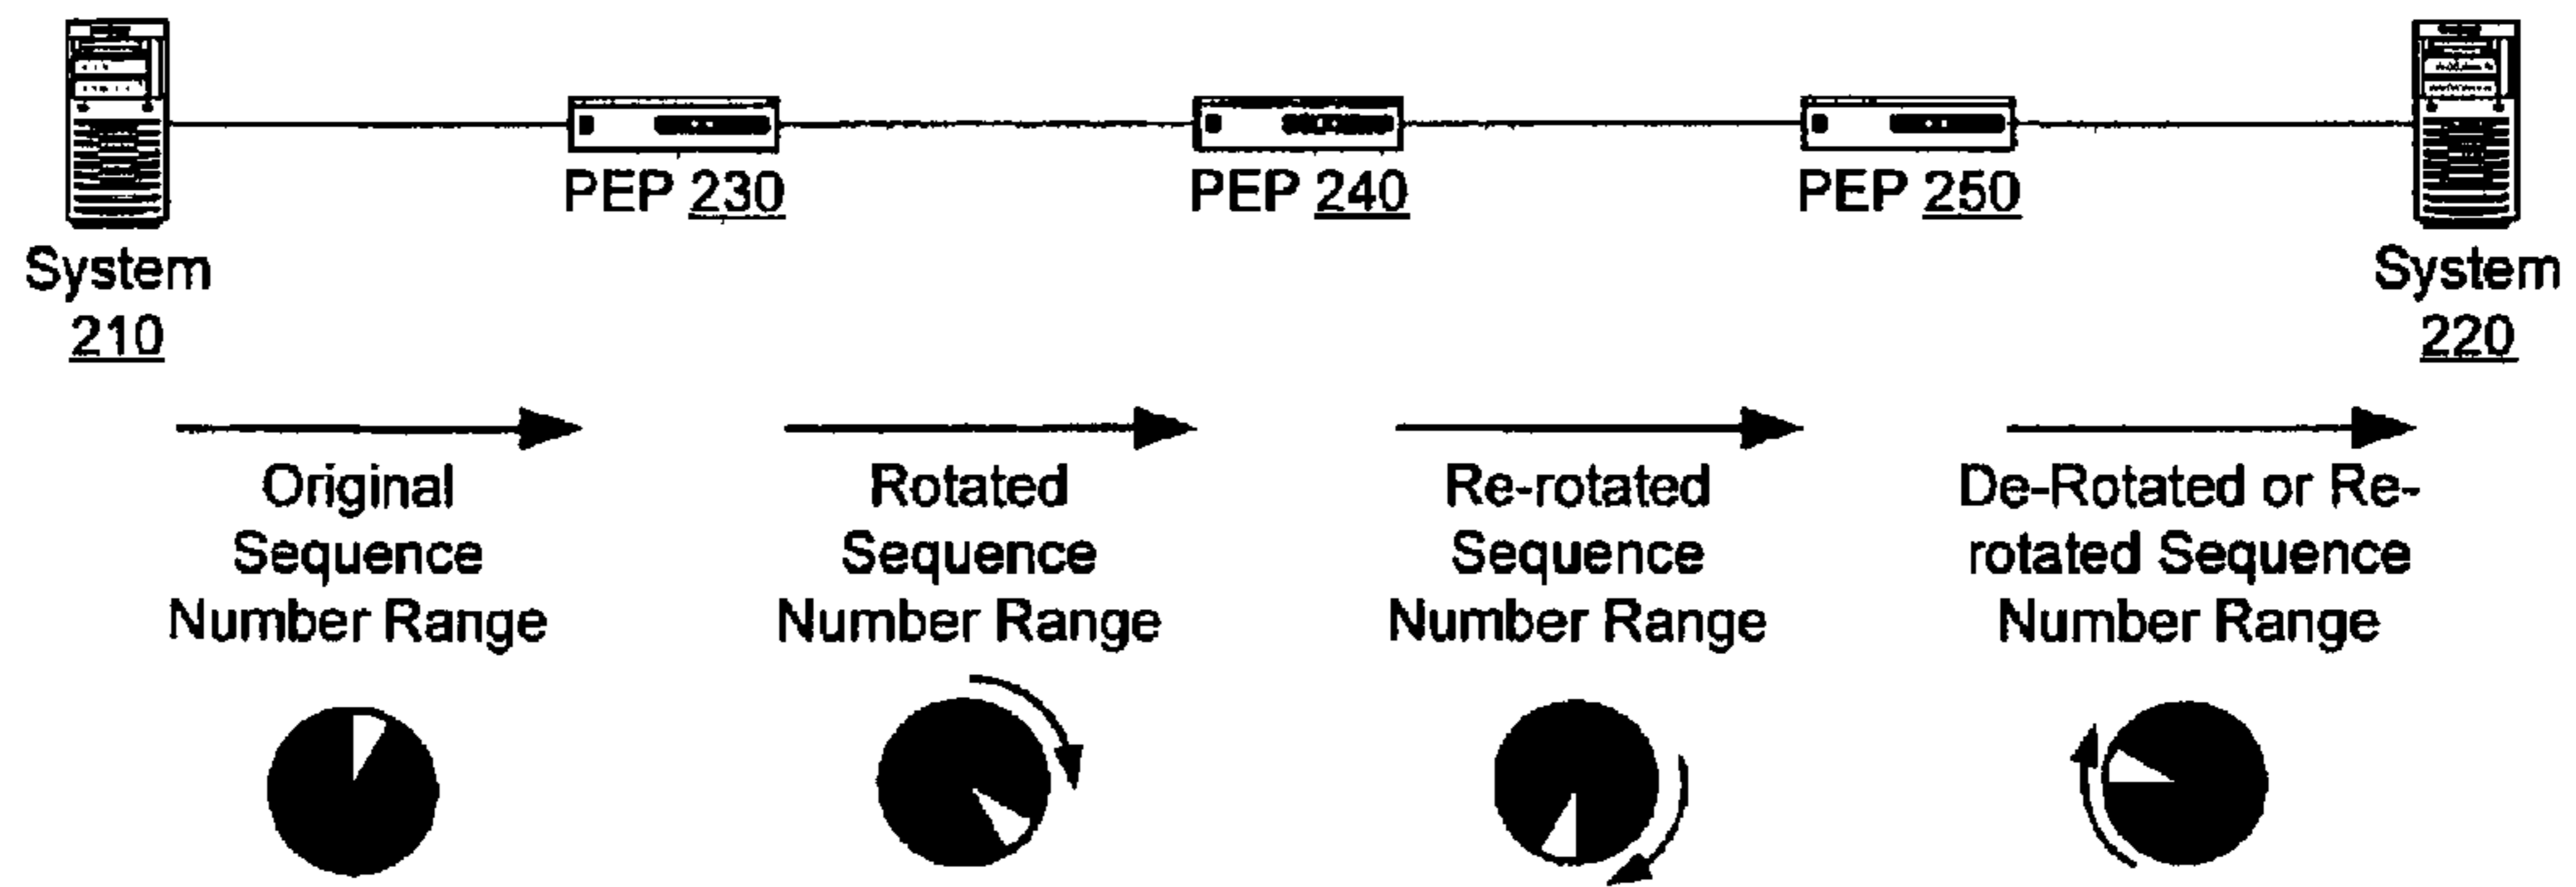 PEP 230
PEP 240
PEP 250
System
210
System
220
Original
Sequence
Number Range
Rotated
Sequence
Number Range
Re-rotated
Sequence
Number Range
De-Rotated or Re-
rotated Sequence
Number Range